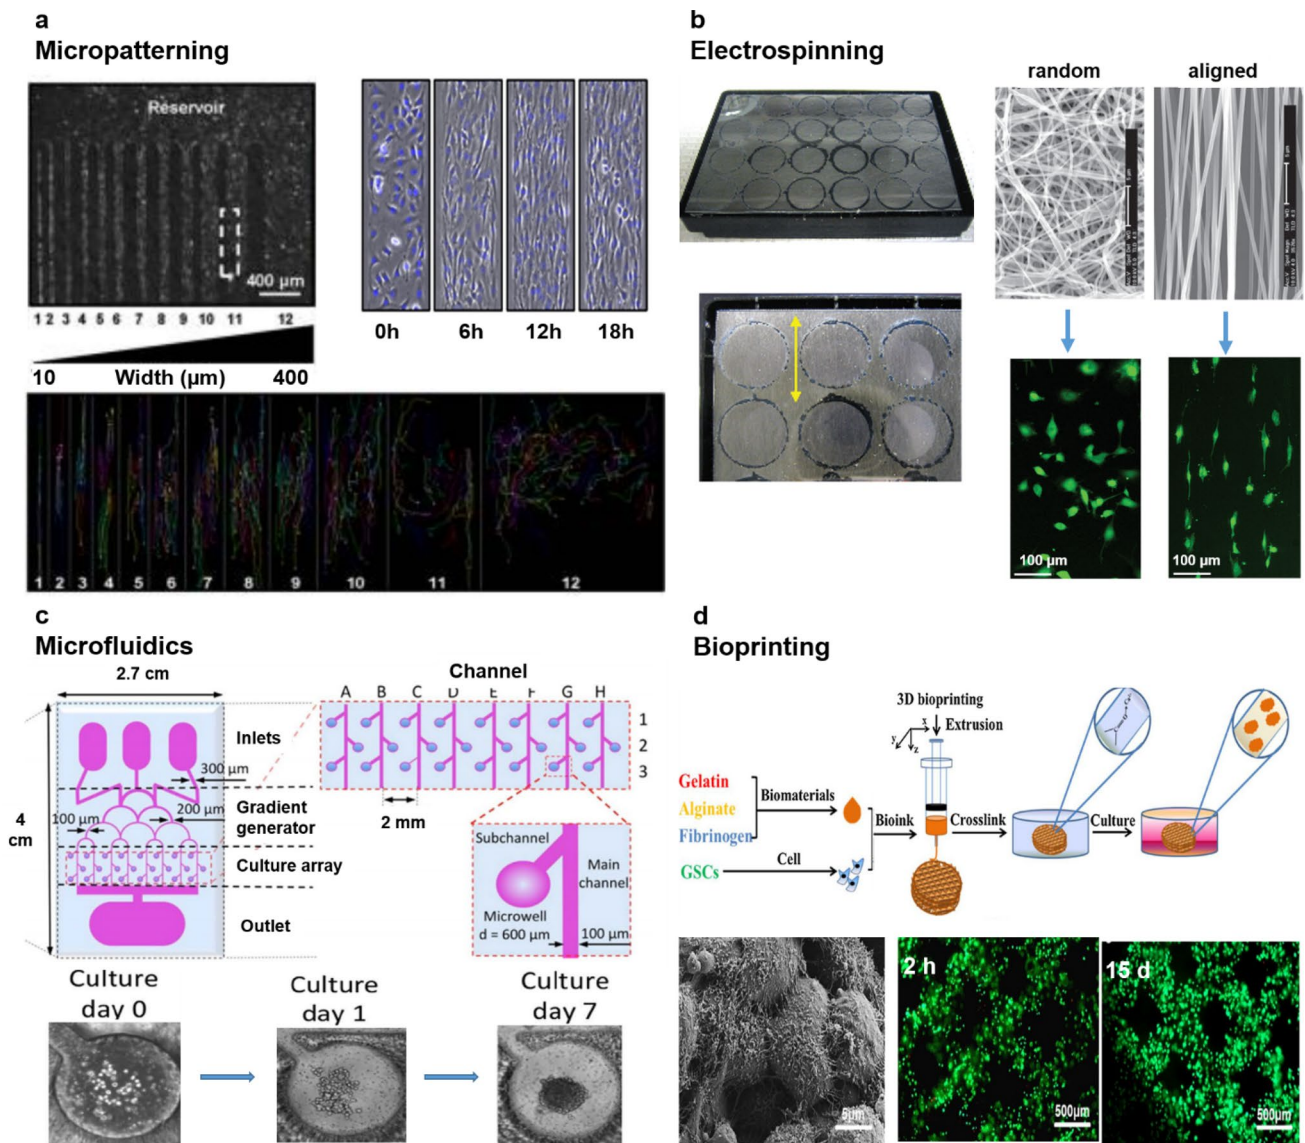 a
Micropatterning
Reservoir
400 μm
1 2 3 4 5 6 7 8 9 10 11 12
10 Width (μm) 400
0h 6h 12h 18h
1 2 3 4 5 6 7 8 9 10 11 12
b
Electrospinning
random aligned
100 μm 100 μm
c
Microfluidics
2.7 cm
4 cm
Inlets
300 μm
Gradient
generator
200 μm
100 μm
Culture array
Outlet
Channel
A B C D E F G H
1
2
3
2 mm
Subchannel
Main
channel
Microwell
d = 600 μm
100 μm
Culture
day 0
Culture
day 1
Culture
day 7
d
Bioprinting
3D bioprinting
Extrusion
x
y
z
Gelatin
Alginate
Fibrinogen
Biomaterials
GSCs
Cell
Bioink
Crosslink
Culture
5μm
2 h
500μm
15 d
500μm